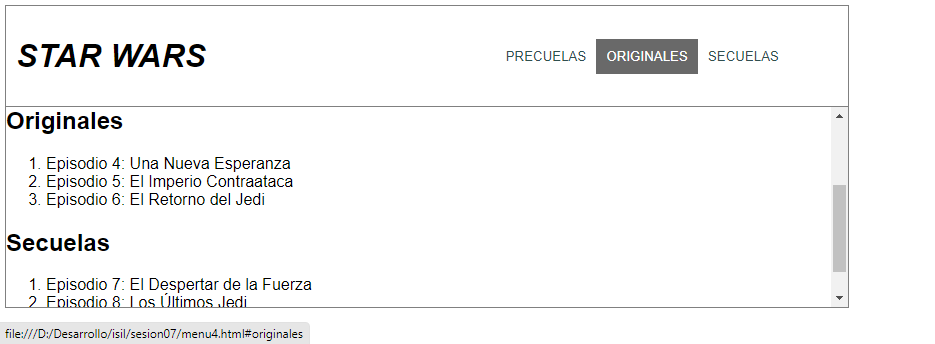 STAR WARS
PRECUELAS ORIGINALES SECUELAS
Originales
1. Episodio 4: Una Nueva Esperanza
2. Episodio 5: El Imperio Contraataca
3. Episodio 6: El Retorno del Jedi
Secuelas
1. Episodio 7: El Despertar de la Fuerza
2. Episodio 8: Los Últimos Jedi
file:///D:/Desarrollo/isil/sesion07/menu4.html#originales